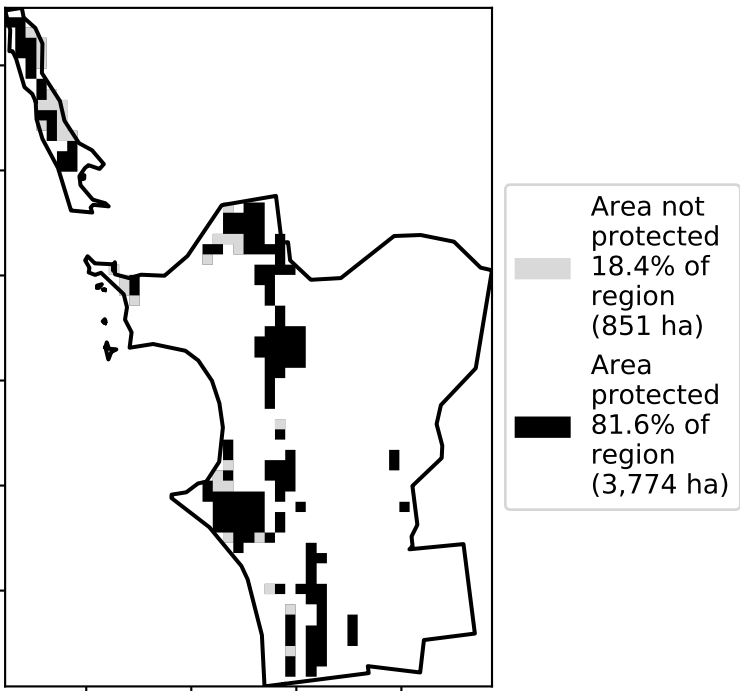 Area not
protected
18.4% of
region
(851 ha)
Area
protected
81.6% of
region
(3,774 ha)